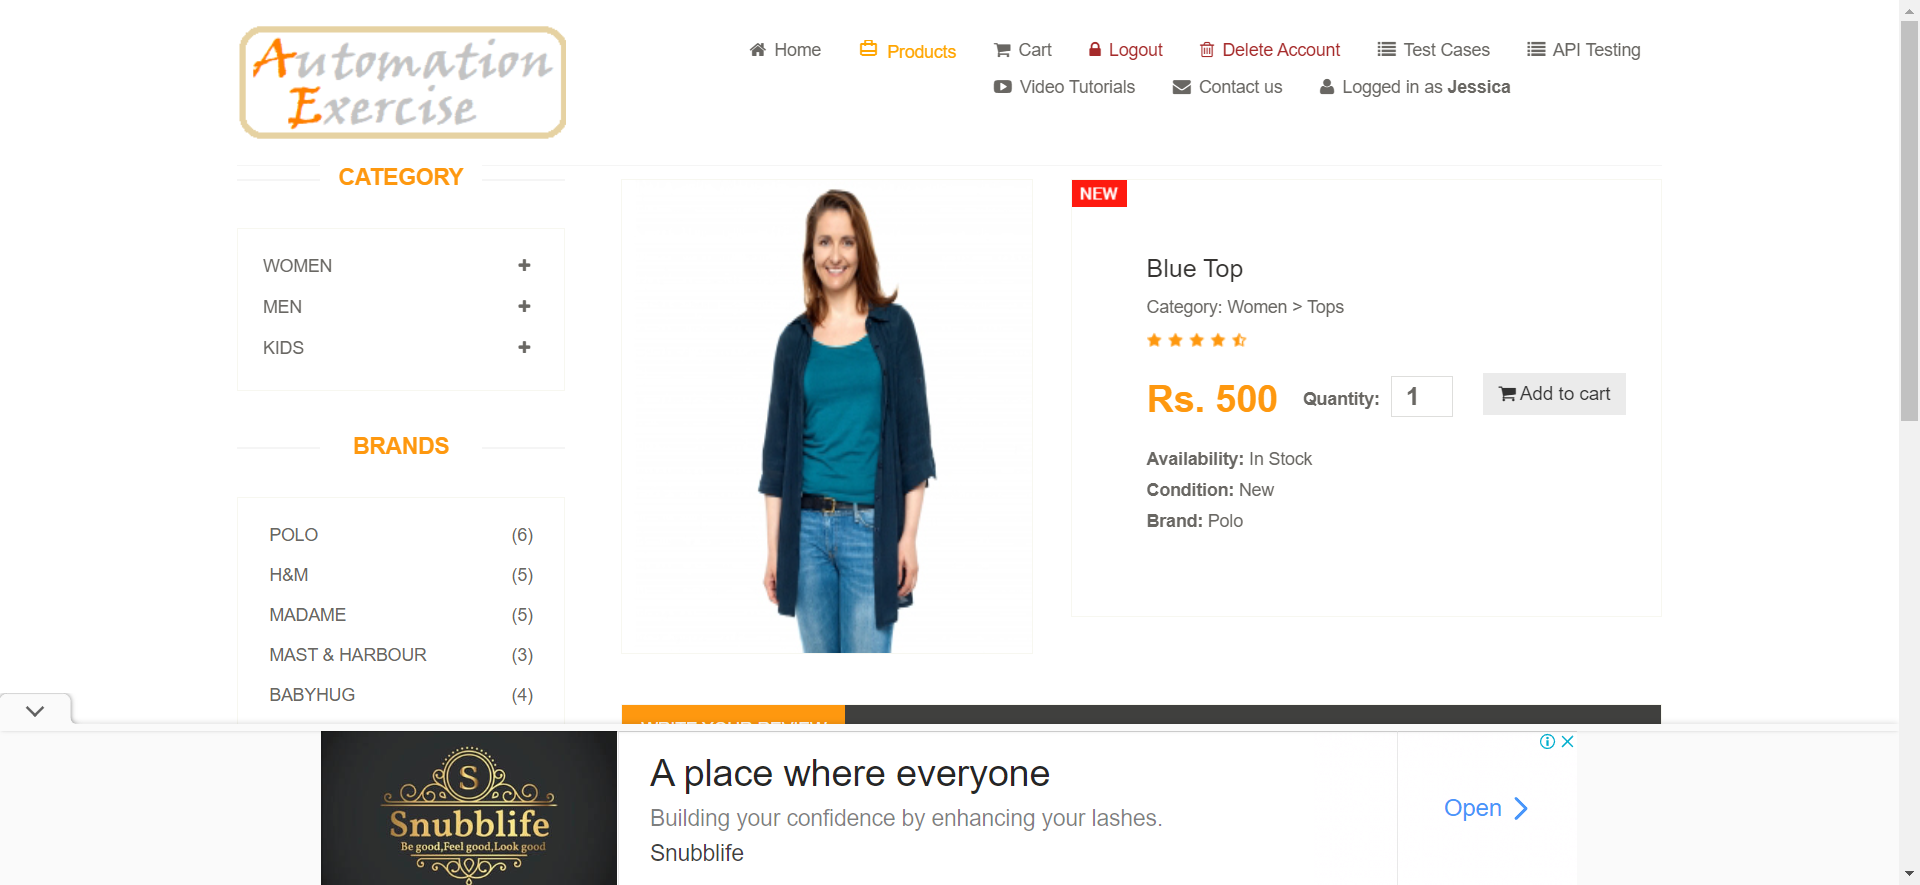 Automation
Exercise
Home
Products
Cart
Logout
Delete Account
Test Cases
API Testing
Video Tutorials
Contact us
Logged in as Jessica
CATEGORY
WOMEN
MEN
KIDS
BRANDS
POLO (6)
H&M (5)
MADAME (5)
MAST & HARBOUR (3)
BABYHUG (4)
NEW
Blue Top
Category: Women > Tops
Rs. 500
Quantity: 1
Add to cart
Availability: In Stock
Condition: New
Brand: Polo
WRITE YOUR REVIEW
S
Snubblife
Be good,Feel good,Look good
A place where everyone
Building your confidence by enhancing your lashes.
Snubblife
Open